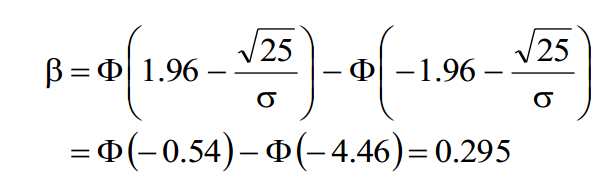 β = Φ(1.96 − √25/σ) − Φ(−1.96 − √25/σ)
= Φ(−0.54) − Φ(−4.46) = 0.295